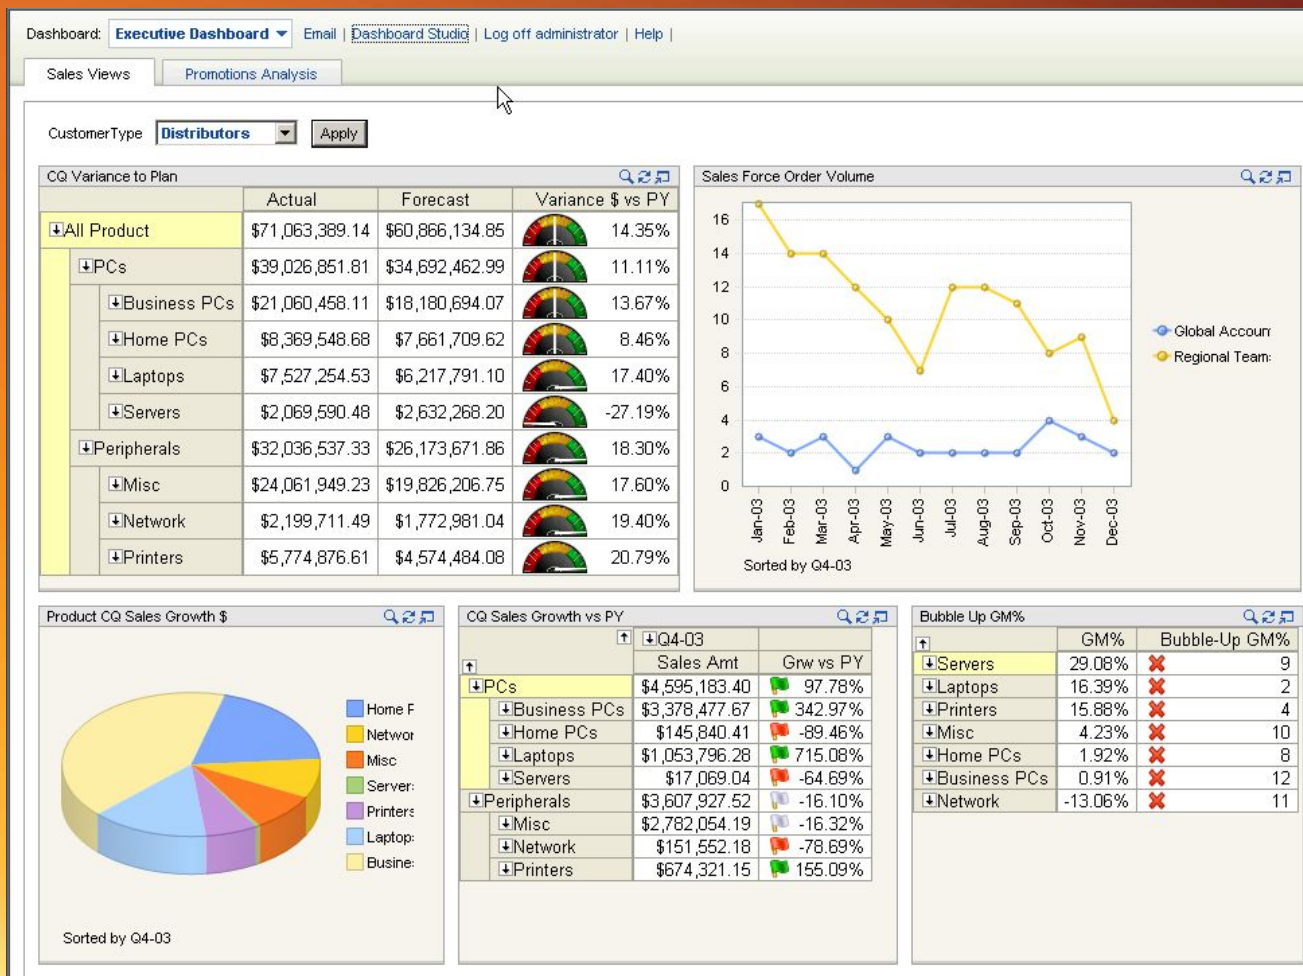 Dashboard: Executive Dashboard Email | Dashboard Studio | Log off administrator | Help |
Sales Views Promotions Analysis
CustomerType Distributors Apply
CQ Variance to Plan
Actual Forecast Variance $ vs PY
All Product $71,063,389.14 $60,866,134.85 14.35%
PCs $39,026,851.81 $34,692,462.99 11.11%
Business PCs $21,060,458.11 $18,180,694.07 13.67%
Home PCs $8,369,548.68 $7,661,709.62 8.46%
Laptops $7,527,254.53 $6,217,791.10 17.40%
Servers $2,069,590.48 $2,632,268.20 -27.19%
Peripherals $32,036,537.33 $26,173,671.86 18.30%
Misc $24,061,949.23 $19,826,206.75 17.60%
Network $2,199,711.49 $1,772,981.04 19.40%
Printers $5,774,876.61 $4,574,484.08 20.79%
Sales Force Order Volume
16
14
12
10
8
6
4
2
0
Jan-03 Feb-03 Mar-03 Apr-03 May-03 Jun-03 Jul-03 Aug-03 Sep-03 Oct-03 Nov-03 Dec-03
Global Accoun
Regional Team:
Sorted by Q4-03
Product CQ Sales Growth $
Home F
Networ
Misc
Server:
Printers
Laptop:
Busine:
Sorted by Q4-03
CQ Sales Growth vs PY
Q4-03
Sales Amt Grw vs PY
PCs $4,595,183.40 97.78%
Business PCs $3,378,477.67 342.97%
Home PCs $145,840.41 -89.46%
Laptops $1,053,796.28 715.08%
Servers $17,069.04 -64.69%
Peripherals $3,607,927.52 -16.10%
Misc $2,782,054.19 -16.32%
Network $151,552.18 -78.69%
Printers $674,321.15 155.09%
Bubble Up GM%
GM% Bubble-Up GM%
Servers 29.08% 9
Laptops 16.39% 2
Printers 15.88% 4
Misc 4.23% 10
Home PCs 1.92% 8
Business PCs 0.91% 12
Network -13.06% 11